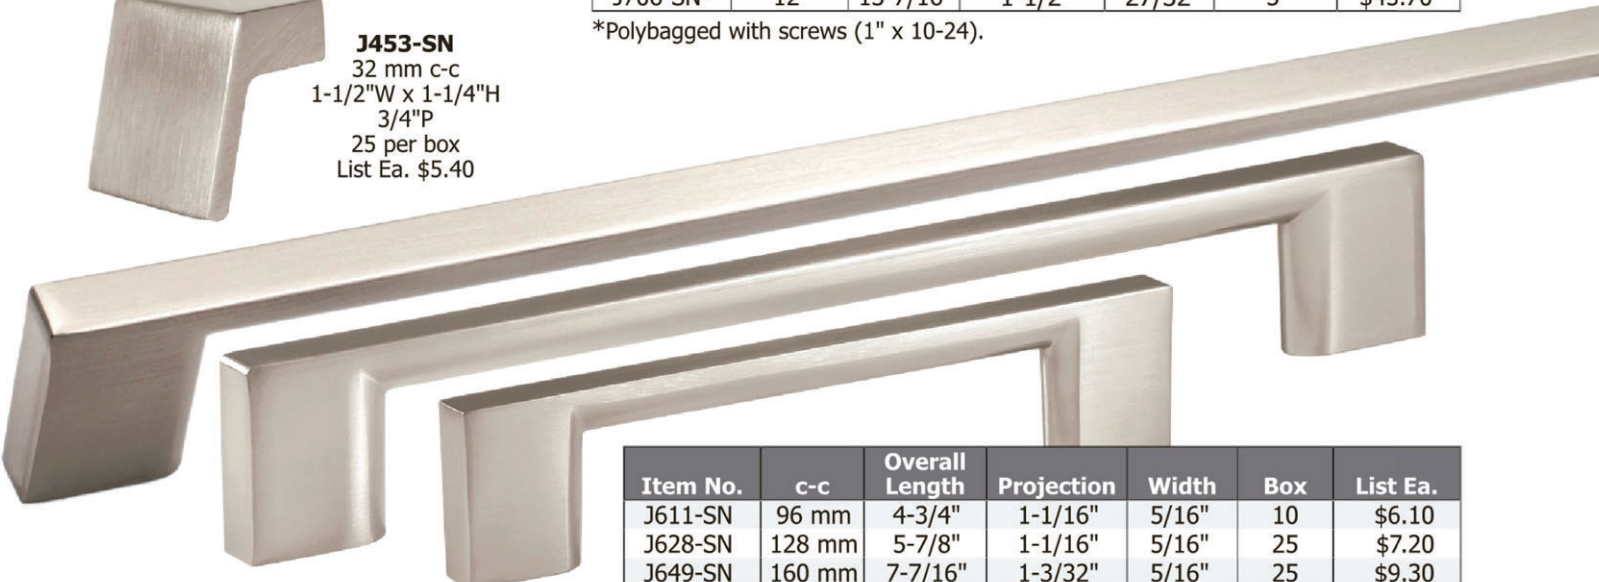 J453-SN
32 mm c-c
1-1/2"W x 1-1/4"H
3/4"P
25 per box
List Ea. $5.40
*Polybagged with screws (1" x 10-24).
Item No. c-c Overall Length Projection Width Box List Ea.
J611-SN 96 mm 4-3/4" 1-1/16" 5/16" 10 $6.10
J628-SN 128 mm 5-7/8" 1-1/16" 5/16" 25 $7.20
J649-SN 160 mm 7-7/16" 1-3/32" 5/16" 25 $9.30